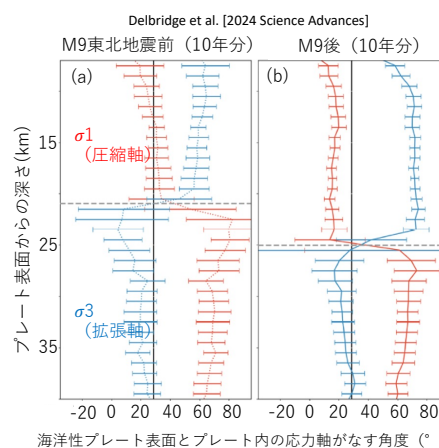 Delbridge et al. [2024 Science Advances]
M9東北地震前（10年分）
M9後（10年分）
(a)
(b)
σ1
（圧縮軸）
σ3
（拡張軸）
プレート表面からの深さ(km)
15
25
35
-20 0 20 40 60 80
-20 0 20 40 60 80
海洋性プレート表面とプレート内の応力軸がなす角度（°